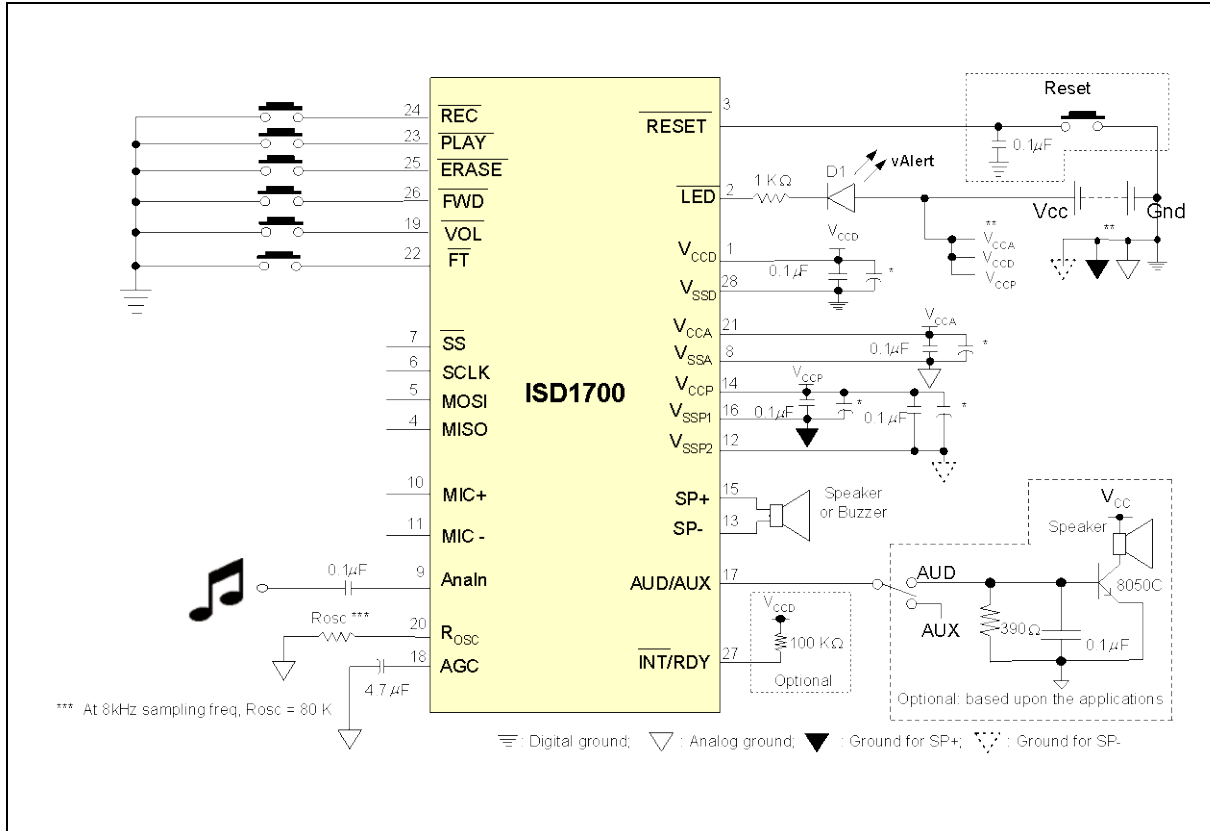 24 REC
23 PLAY
25 ERASE
26 FWD
19 VOL
22 FT
7 SS
6 SCLK
5 MOSI
4 MISO
10 MIC+
11 MIC -
0.1µF 9 AnaIn
Rosc *** 20 ROSC
18 AGC
4.7µF
*** At 8kHz sampling freq, Rosc = 80 K
ISD1700
RESET 3
Reset
0.1µF
LED 2
1 KΩ
D1
vAlert
Vcc
Gnd
**
VCCA
VCCD
VCCP
**
VCCD 1
VCCD
0.1µF
*
VSSD 28
VCCA 21
VCCA
0.1µF
*
VSSA 8
VCCP 14
VCCP
0.1µF
*
0.1µF
*
VSSP1 16
VSSP2 12
SP+ 15
SP- 13
Speaker
or Buzzer
AUD/AUX 17
AUD
AUX
VCC
Speaker
8050C
390Ω
0.1µF
Optional: based upon the applications
INT/RDY 27
VCCD
100 KΩ
Optional
: Digital ground; : Analog ground; : Ground for SP+; : Ground for SP-